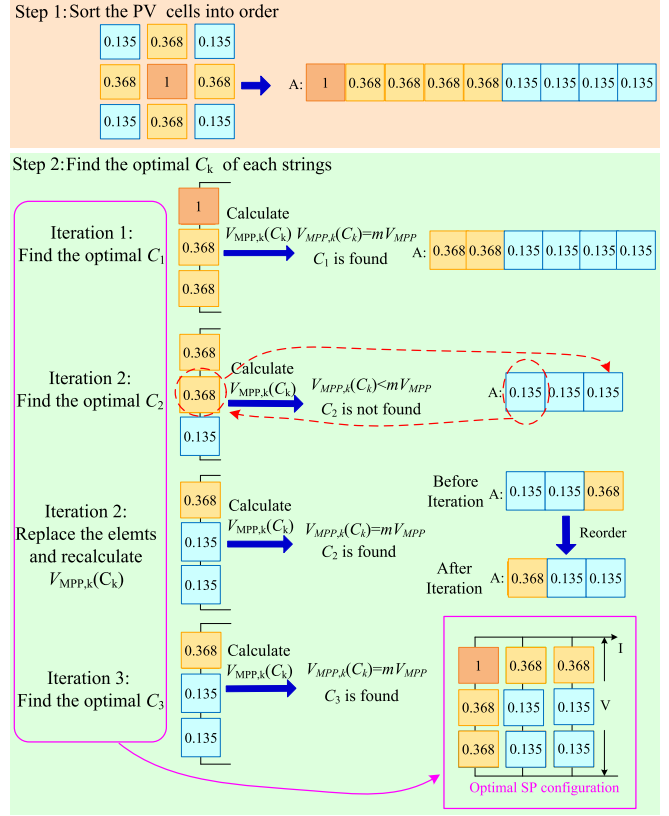 Step 1:Sort the PV cells into order
0.135 0.368 0.135
0.368 1 0.368
0.135 0.368 0.135
A: 1 0.368 0.368 0.368 0.368 0.135 0.135 0.135 0.135
Step 2:Find the optimal Ck of each strings
Iteration 1:
Find the optimal C1
1
0.368
0.368
Calculate
VMPP,k(Ck)
VMPP,k(Ck)=mVMPP
C1 is found
A: 0.368 0.368 0.135 0.135 0.135 0.135
Iteration 2:
Find the optimal C2
0.368
0.368
0.135
Calculate
VMPP,k(Ck)
VMPP,k(Ck)<mVMPP
C2 is not found
A: 0.135 0.135 0.135
Iteration 2:
Replace the elemts
and recalculate
VMPP,k(Ck)
0.368
0.135
0.135
Calculate
VMPP,k(Ck)
VMPP,k(Ck)=mVMPP
C2 is found
Before
Iteration
A: 0.135 0.135 0.368
Reorder
After
Iteration
A: 0.368 0.135 0.135
Iteration 3:
Find the optimal C3
0.368
0.135
0.135
Calculate
VMPP,k(Ck)
VMPP,k(Ck)=mVMPP
C3 is found
I
1 0.368 0.368
0.368 0.135 0.135
V
0.368 0.135 0.135
Optimal SP configuration